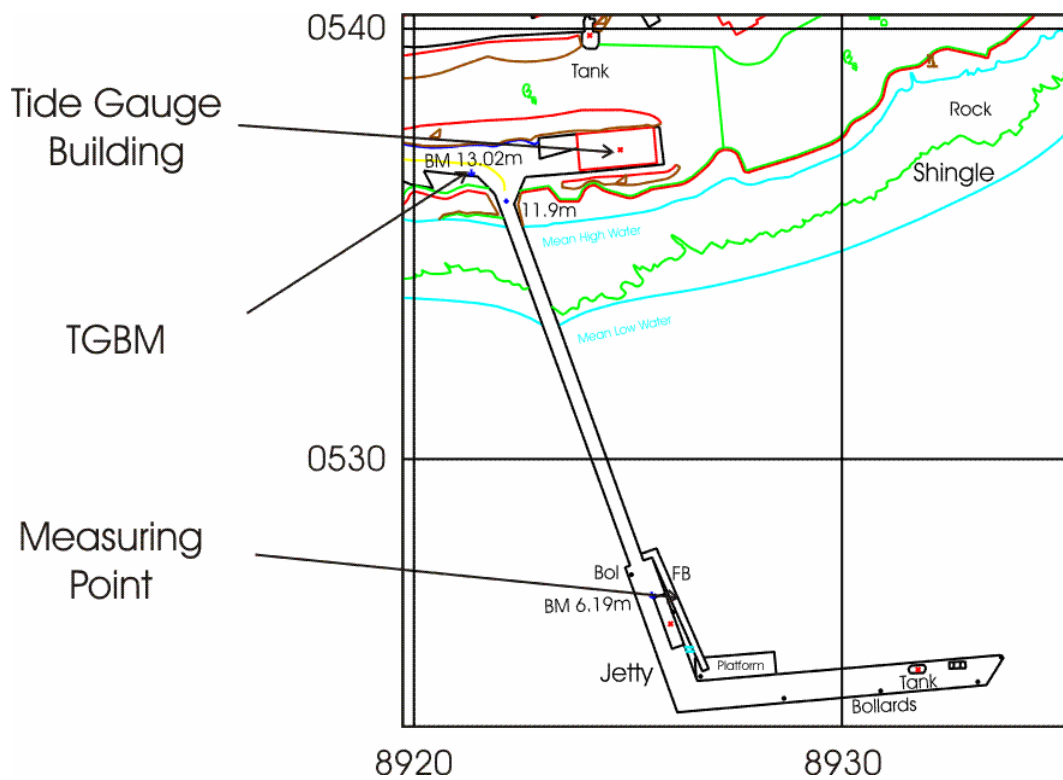 0540
Tank
Tide Gauge
Building
Rock
BM 13.02m
Shingle
11.9m
Mean High Water
TGBM
Mean Low Water
0530
Measuring
Point
Bol
FB
BM 6.19m
Jetty
Platform
Tank
Bollards
8920
8930